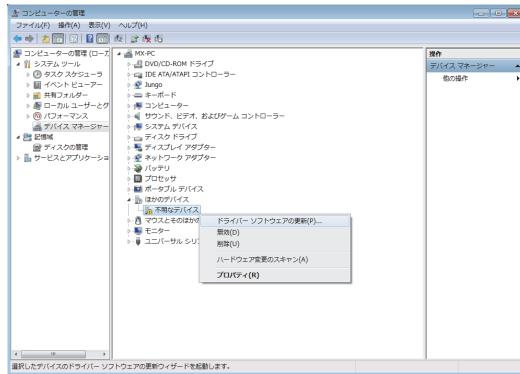 コンピューターの管理
ファイル(F) 操作(A) 表示(V) ヘルプ(H)
コンピューターの管理 (ローカ
システム ツール
タスク スケジューラ
イベント ビューアー
共有フォルダー
ローカル ユーザーとグ
パフォーマンス
デバイス マネージャー
記憶域
ディスクの管理
サービスとアプリケーショ
MX-PC
DVD/CD-ROM ドライブ
IDE ATA/ATAPI コントローラー
Jungo
キーボード
コンピューター
サウンド、ビデオ、およびゲーム コントローラー
システム デバイス
ディスク ドライブ
ディスプレイ アダプター
ネットワーク アダプター
バッテリ
プロセッサ
ポータブル デバイス
ほかのデバイス
不明なデバイス
マウスとそのほかの
モニター
ユニバーサル シリ
ドライバー ソフトウェアの更新(P)...
無効(D)
削除(U)
ハードウェア変更のスキャン(A)
プロパティ(R)
操作
デバイス マネージャー
他の操作
選択したデバイスのドライバー ソフトウェアの更新ウィザードを起動します。